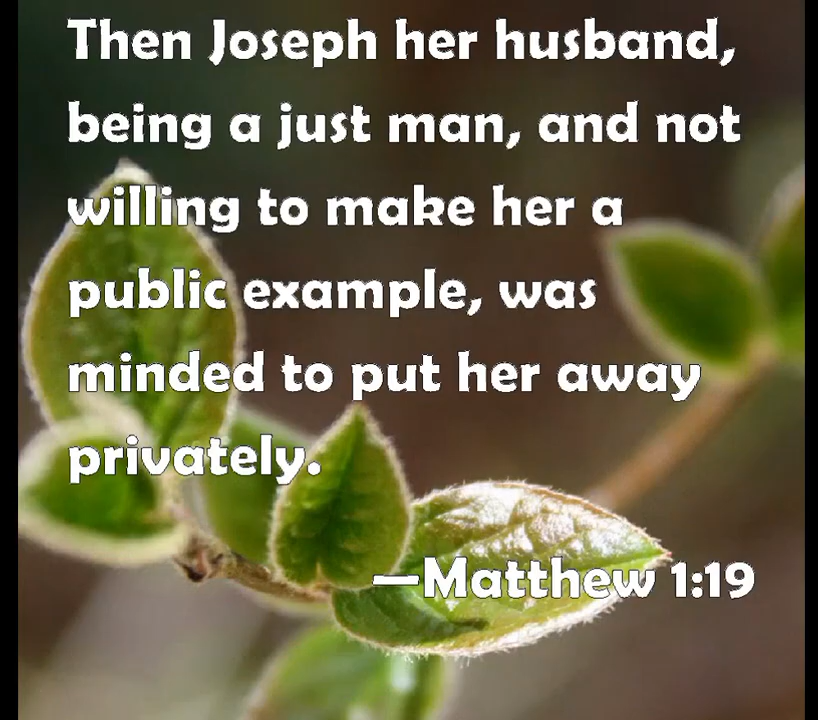 Then Joseph her husband,
being a just man, and not
willing to make her a
public example, was
minded to put her away
privately.
—Matthew 1:19